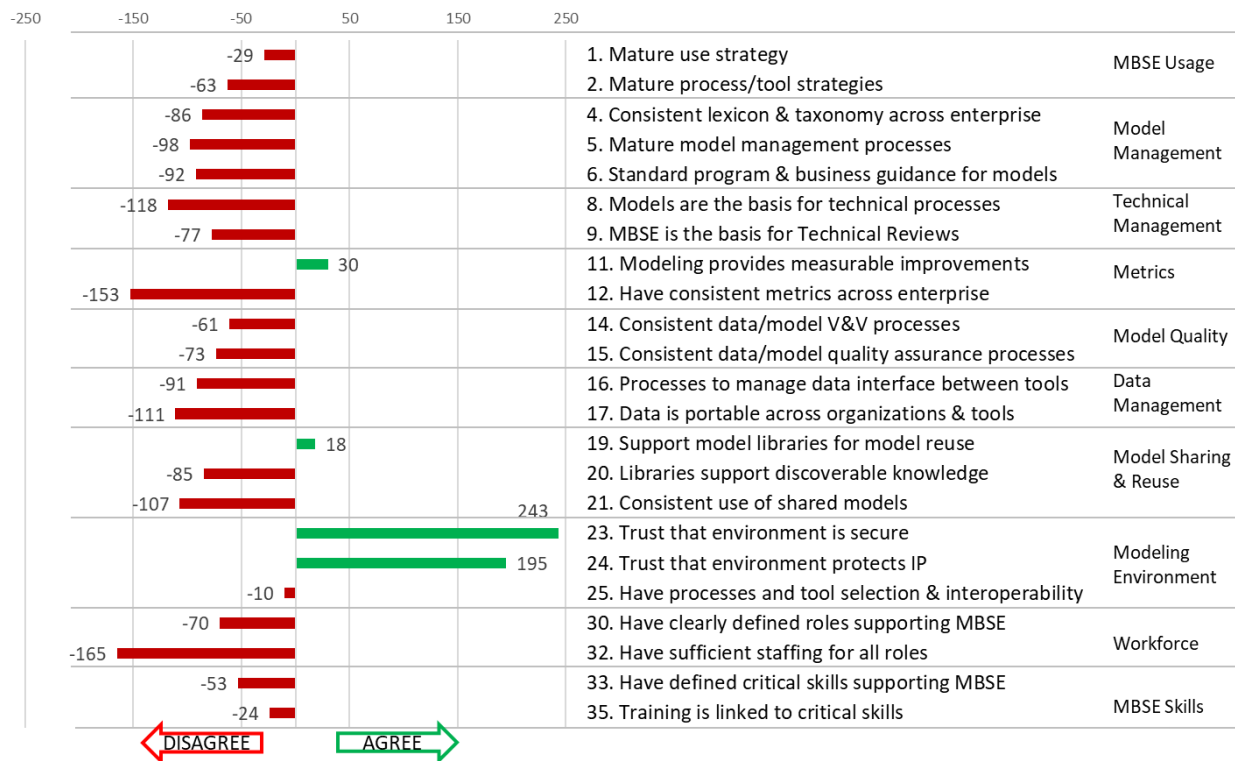 -250 -150 -50 50 150 250
-29 1. Mature use strategy
MBSE Usage
-63 2. Mature process/tool strategies
-86 4. Consistent lexicon & taxonomy across enterprise
Model
-98 5. Mature model management processes
Management
-92 6. Standard program & business guidance for models
-118 8. Models are the basis for technical processes
Technical
Management
-77 9. MBSE is the basis for Technical Reviews
30 11. Modeling provides measurable improvements
Metrics
-153 12. Have consistent metrics across enterprise
-61 14. Consistent data/model V&V processes
Model Quality
-73 15. Consistent data/model quality assurance processes
-91 16. Processes to manage data interface between tools
Data
Management
-111 17. Data is portable across organizations & tools
18 19. Support model libraries for model reuse
Model Sharing
-85 20. Libraries support discoverable knowledge
& Reuse
-107 21. Consistent use of shared models
243 23. Trust that environment is secure
Modeling
195 24. Trust that environment protects IP
Environment
-10 25. Have processes and tool selection & interoperability
-70 30. Have clearly defined roles supporting MBSE
Workforce
-165 32. Have sufficient staffing for all roles
-53 33. Have defined critical skills supporting MBSE
MBSE Skills
-24 35. Training is linked to critical skills
DISAGREE AGREE